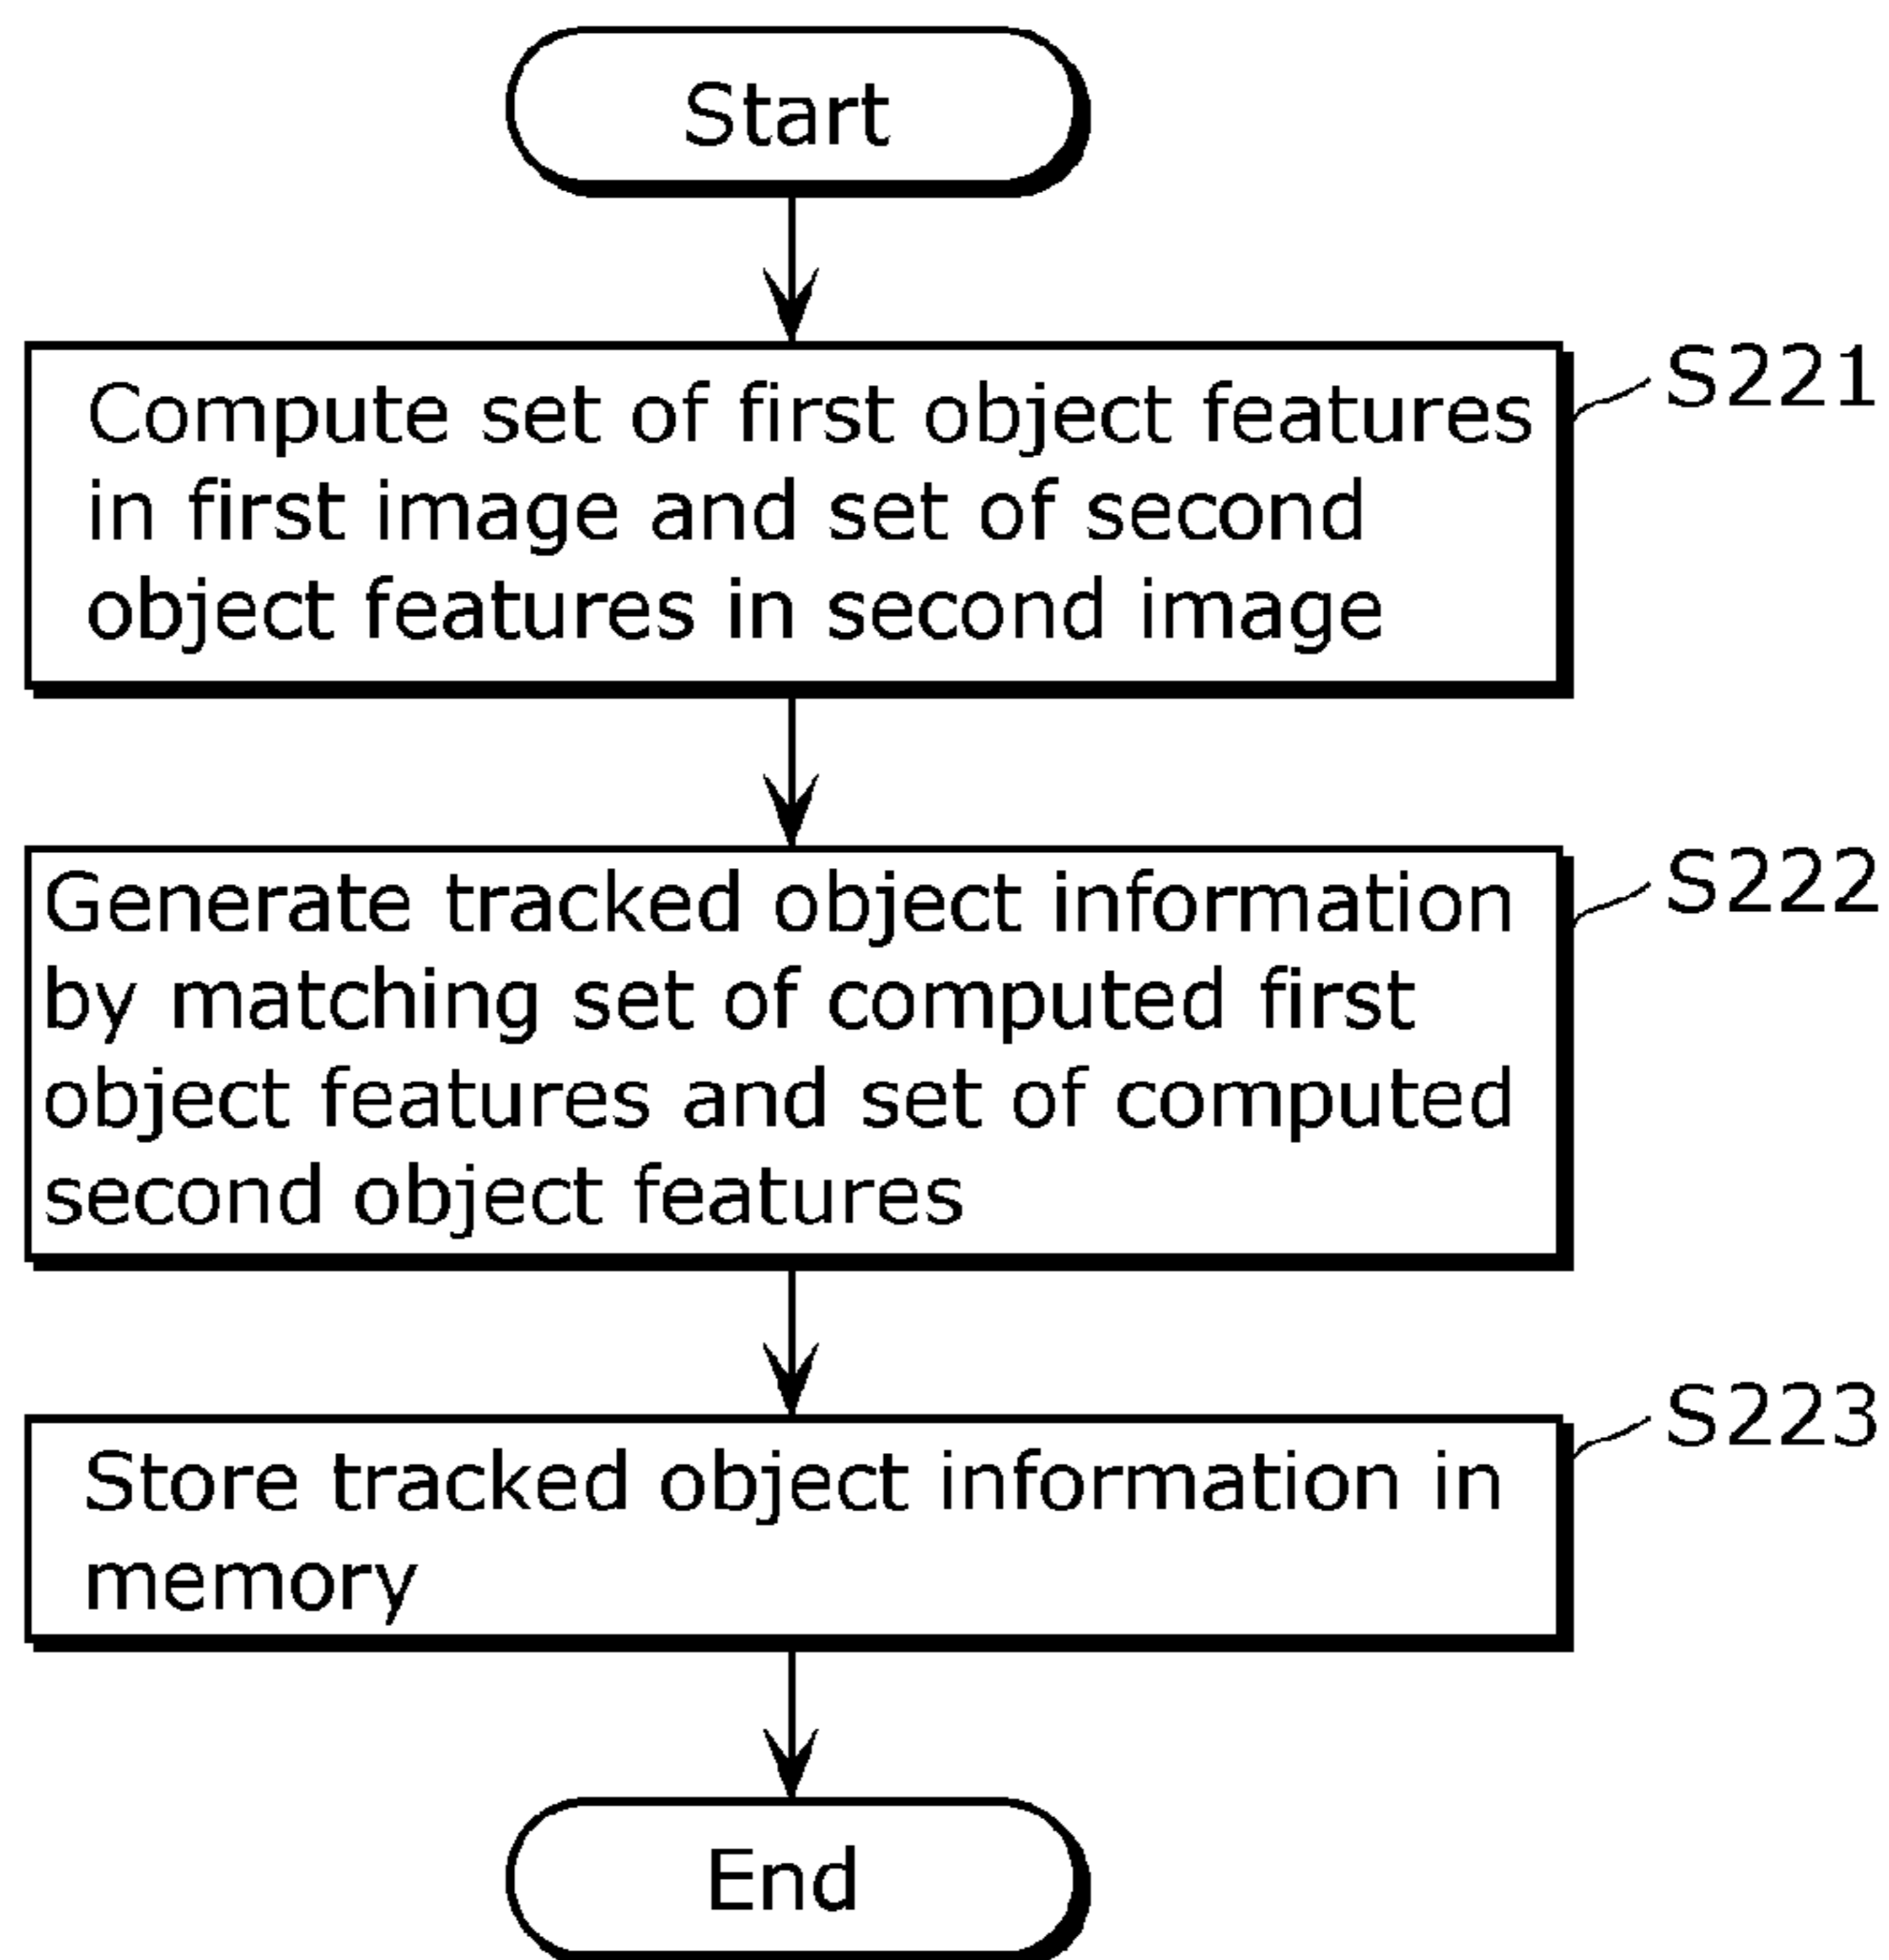 Start
Compute set of first object features
in first image and set of second
object features in second image
S221
Generate tracked object information
by matching set of computed first
object features and set of computed
second object features
S222
Store tracked object information in
memory
S223
End